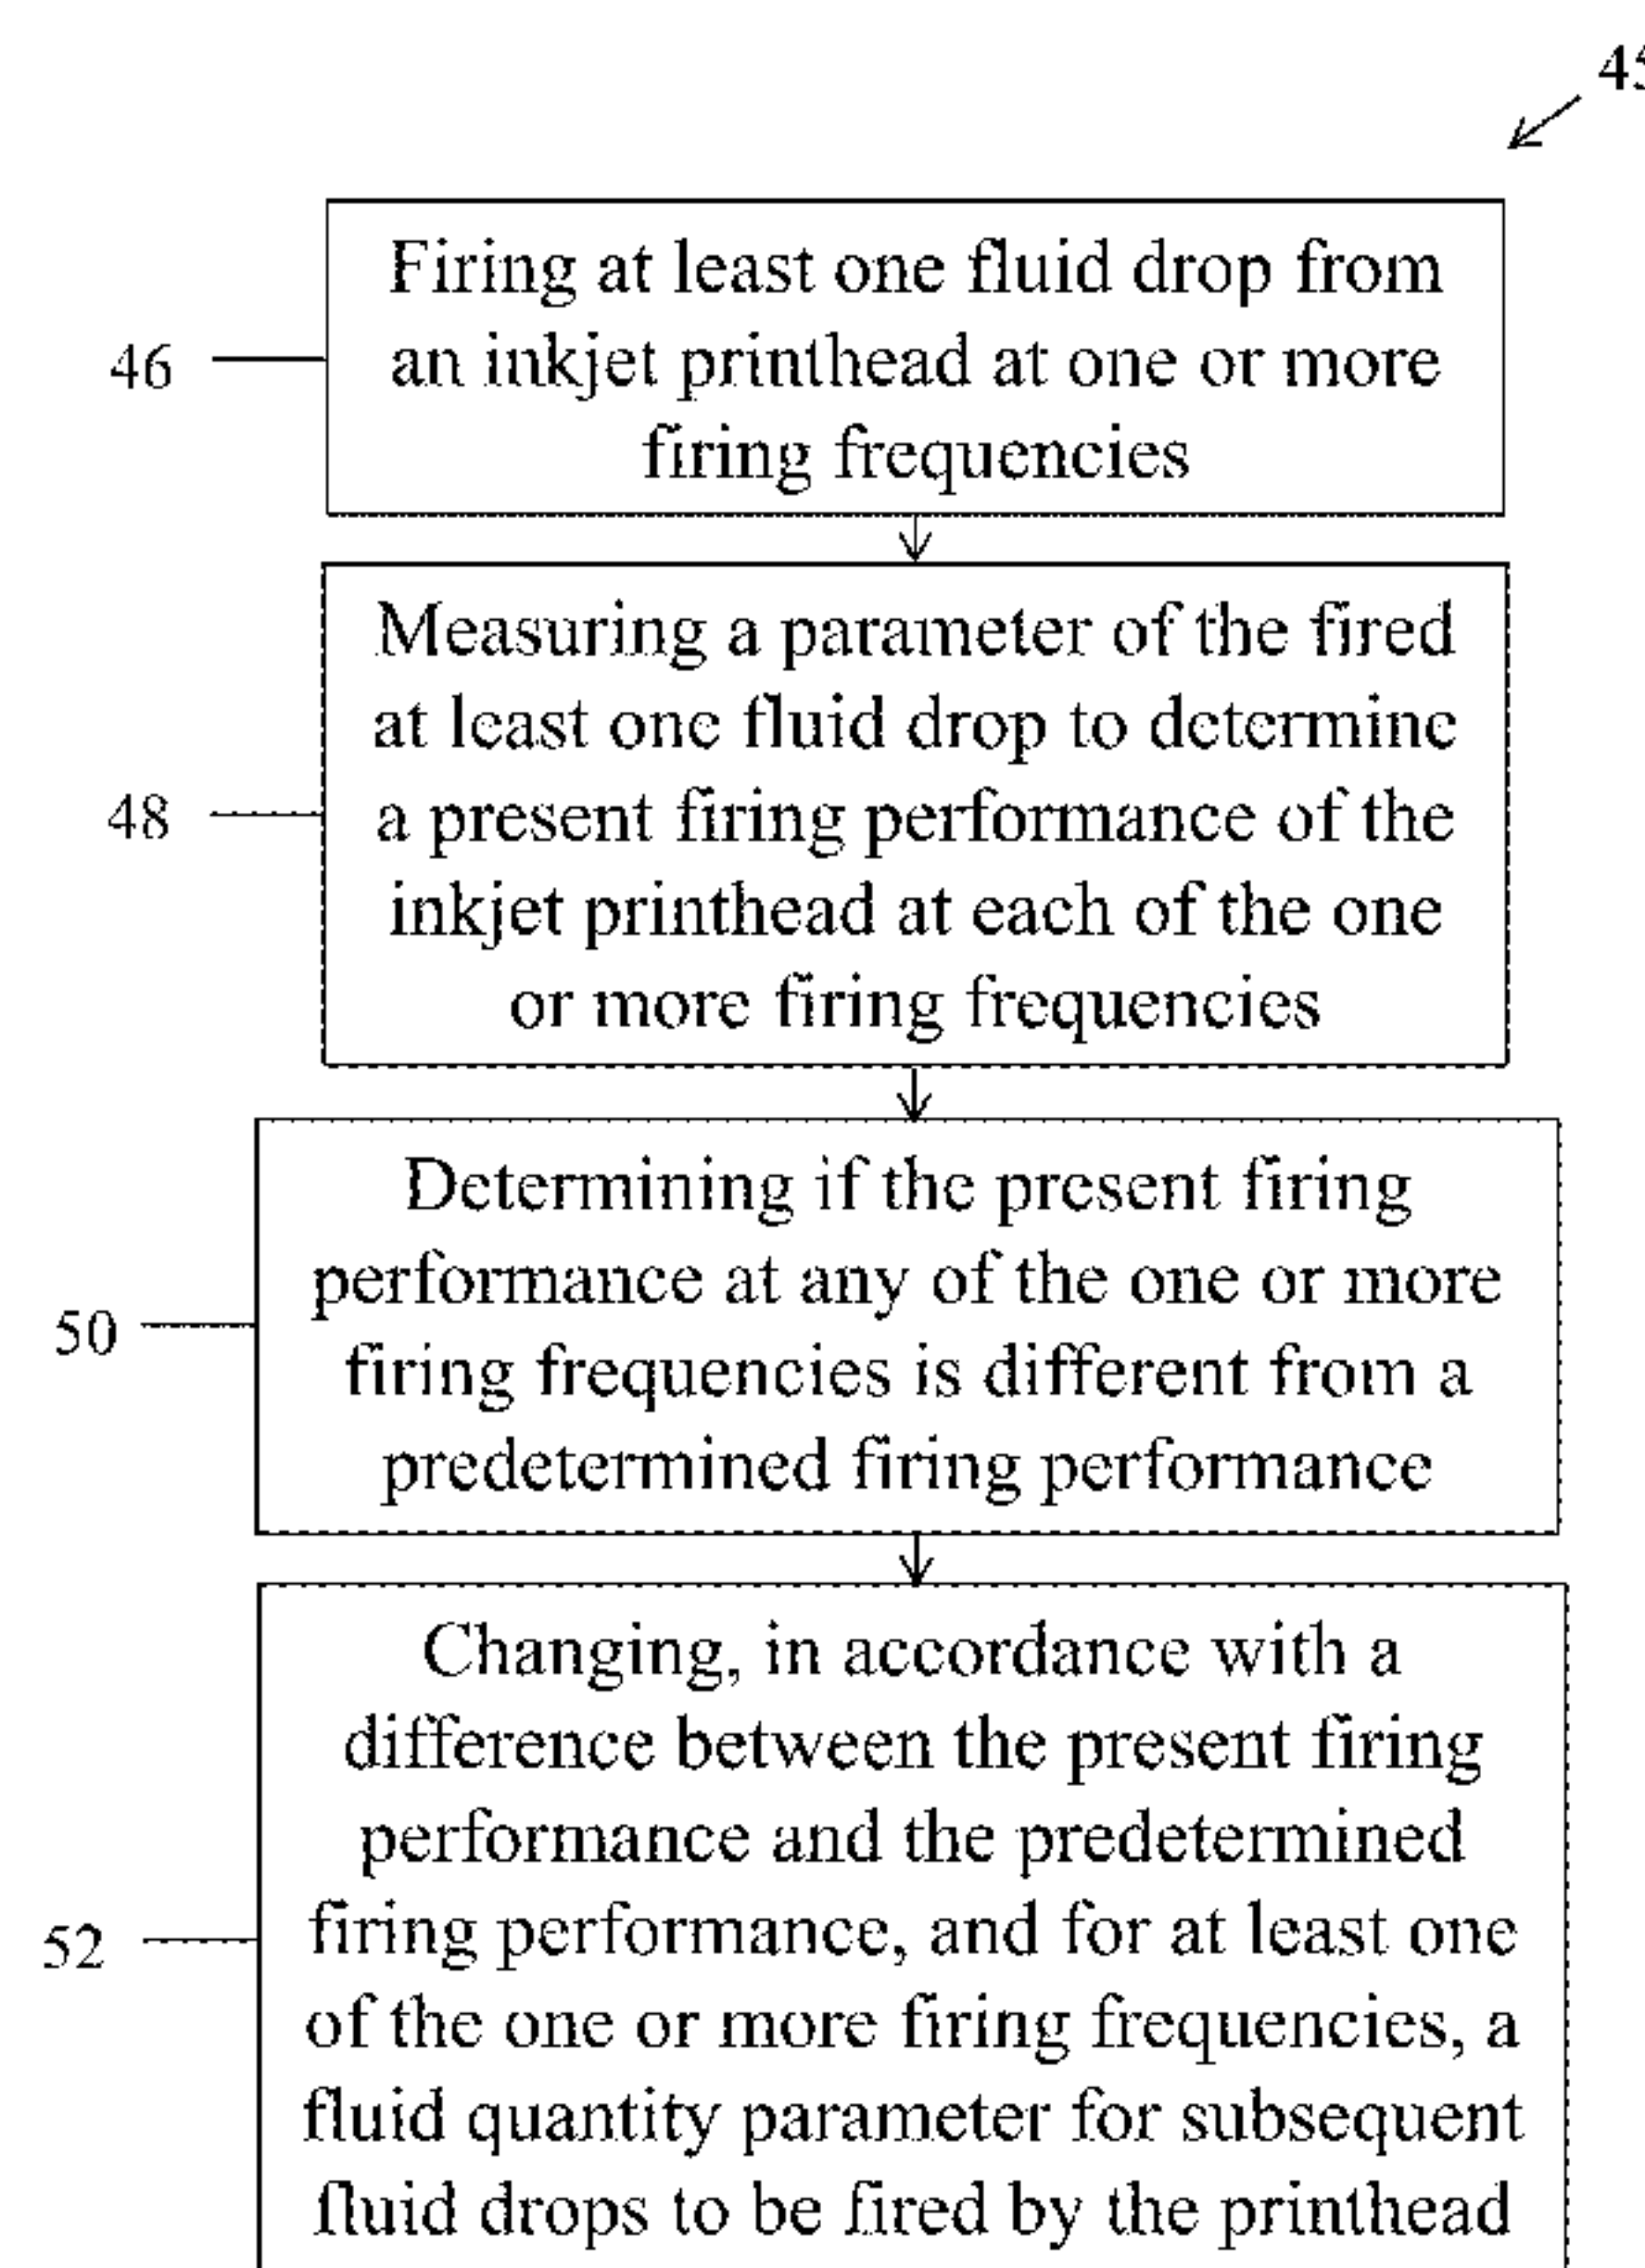 45
Firing at least one fluid drop from
an inkjet printhead at one or more
firing frequencies
46
Measuring a parameter of the fired
at least one fluid drop to determine
a present firing performance of the
inkjet printhead at each of the one
or more firing frequencies
48
Determining if the present firing
performance at any of the one or more
firing frequencies is different from a
predetermined firing performance
50
Changing, in accordance with a
difference between the present firing
performance and the predetermined
firing performance, and for at least one
of the one or more firing frequencies, a
fluid quantity parameter for subsequent
fluid drops to be fired by the printhead
52